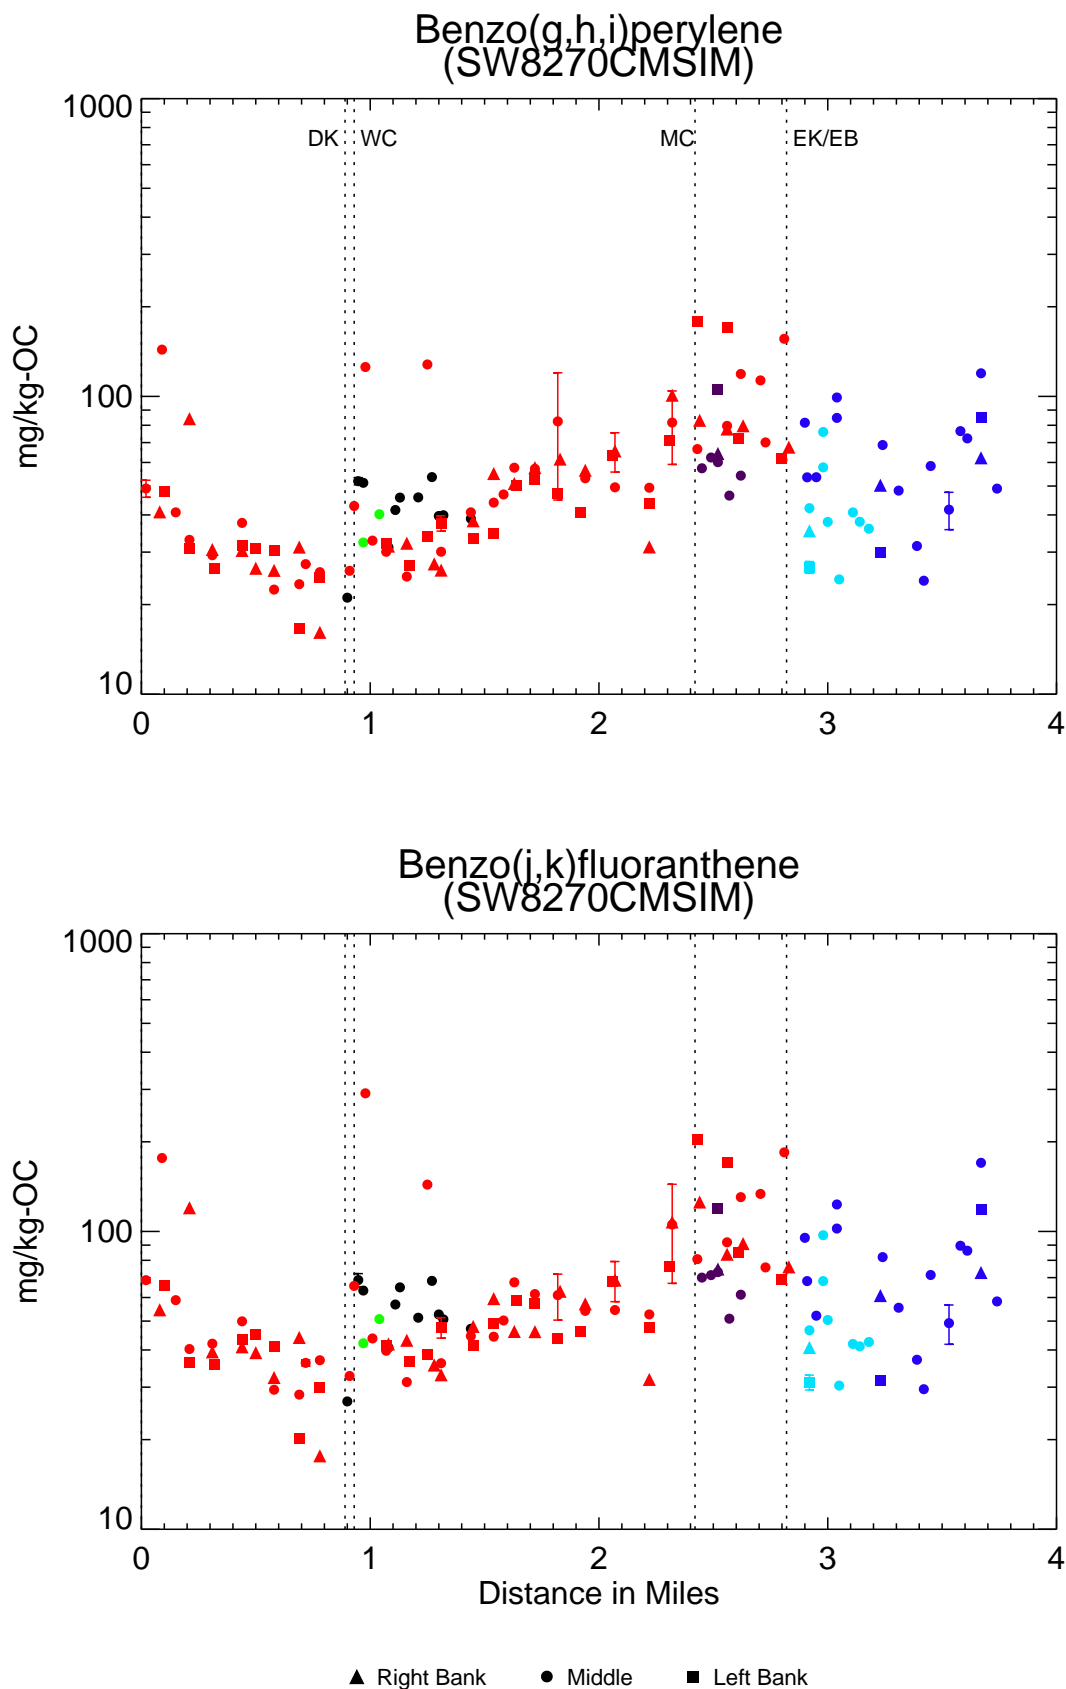 Benzo(g,h,i)perylene
(SW8270CMSIM)
1000
DK WC MC EK/EB
100
mg/kg-OC
10
0 1 2 3 4
Benzo(j,k)fluoranthene
(SW8270CMSIM)
1000
100
mg/kg-OC
10
0 1 2 3 4
Distance in Miles
Right Bank Middle Left Bank